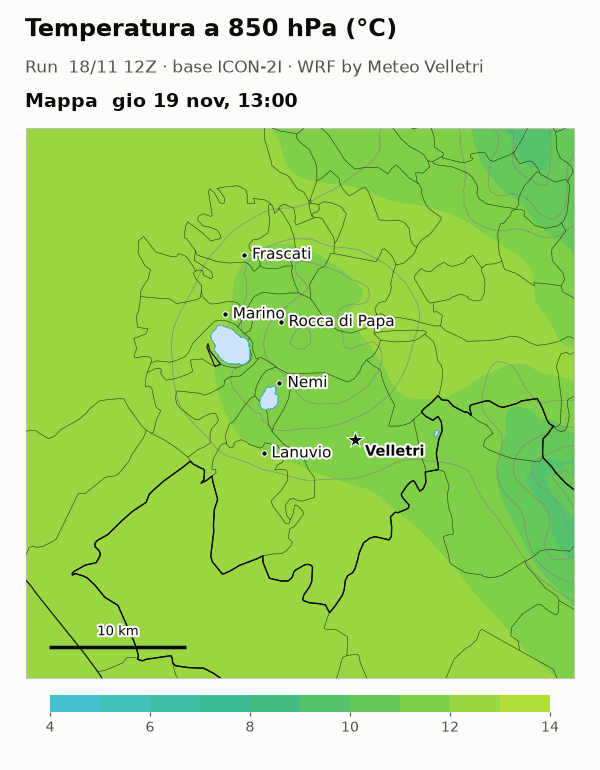 Temperatura a 850 hPa (°C)
Run 18/11 12Z · base ICON-2I · WRF by Meteo Velletri
Mappa gio 19 nov, 13:00
Frascati
Marino
Rocca di Papa
Nemi
Velletri
Lanuvio
10 km
4 6 8 10 12 14